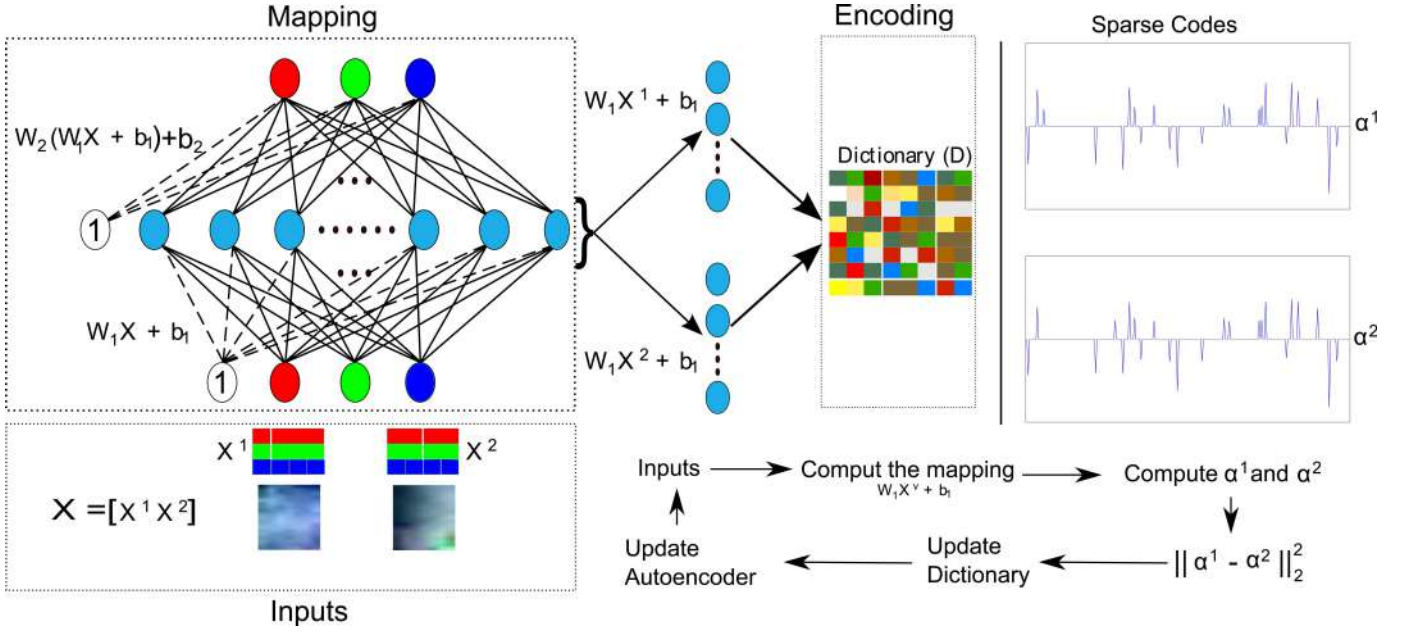 Mapping
Encoding
Sparse Codes
W₂(W₁X + b₁)+b₂
W₁X¹ + b₁
α¹
Dictionary (D)
1
W₁X + b₁
1
W₁X² + b₁
α²
X¹
X²
X =[X¹ X²]
Inputs
Inputs
Comput the mapping
W₁Xᵛ + b₁
Compute α¹ and α²
|| α¹ - α² ||₂²
Update
Dictionary
Update
Autoencoder